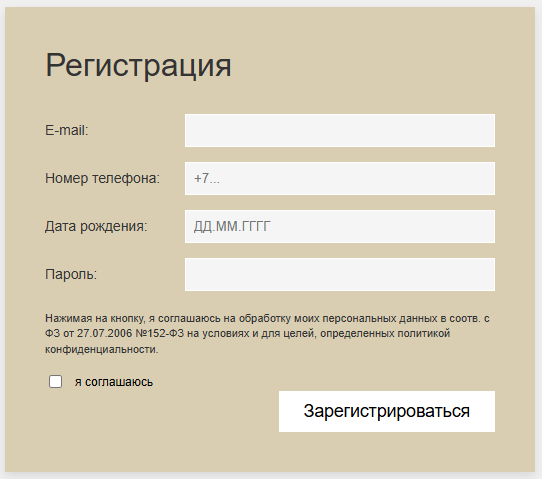 Регистрация
E-mail:
Номер телефона: +7...
Дата рождения: ДД.ММ.ГГГГ
Пароль:
Нажимая на кнопку, я соглашаюсь на обработку моих персональных данных в соотв. с
ФЗ от 27.07.2006 №152-ФЗ на условиях и для целей, определенных политикой
конфиденциальности.
я соглашаюсь
Зарегистрироваться